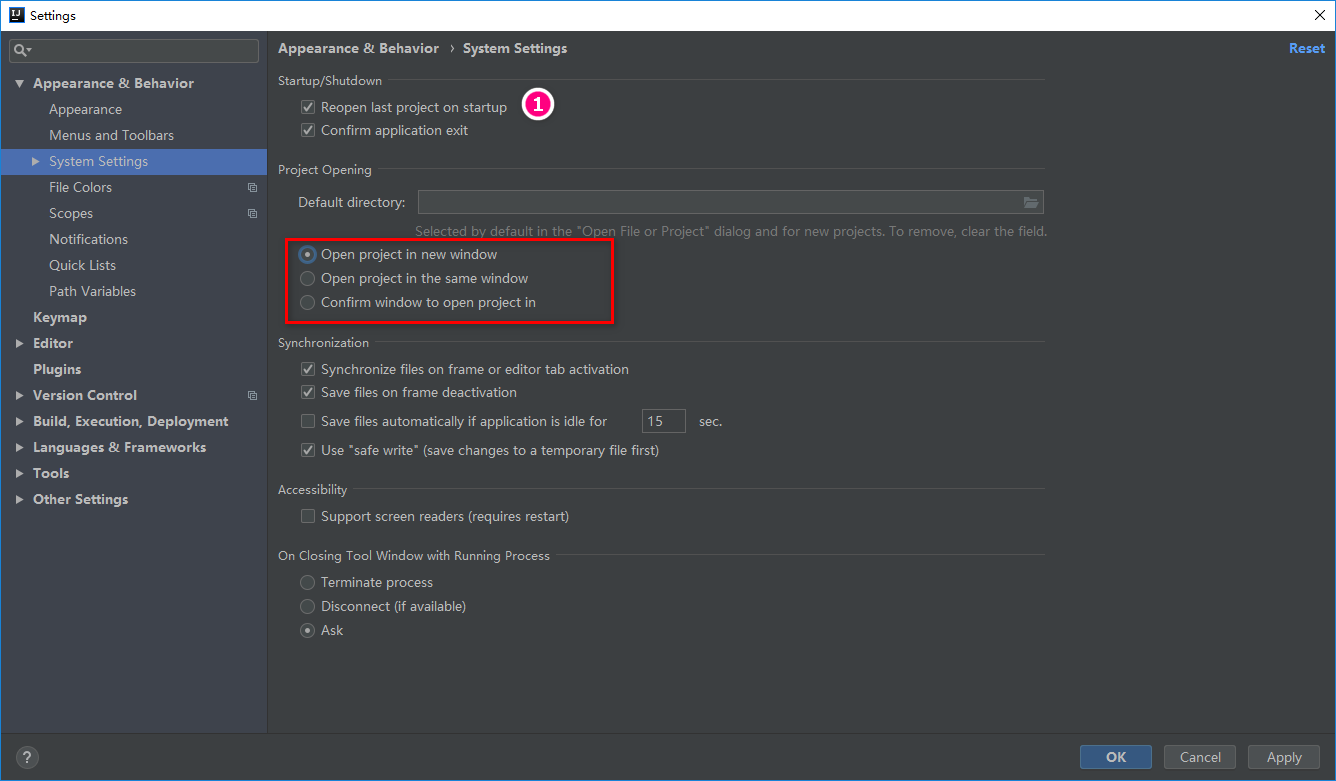 Settings
Appearance & Behavior › System Settings
Reset
Appearance & Behavior
Appearance
Menus and Toolbars
System Settings
File Colors
Scopes
Notifications
Quick Lists
Path Variables
Keymap
Editor
Plugins
Version Control
Build, Execution, Deployment
Languages & Frameworks
Tools
Other Settings
Startup/Shutdown
Reopen last project on startup
1
Confirm application exit
Project Opening
Default directory:
Selected by default in the "Open File or Project" dialog and for new projects. To remove, clear the field.
Open project in new window
Open project in the same window
Confirm window to open project in
Synchronization
Synchronize files on frame or editor tab activation
Save files on frame deactivation
Save files automatically if application is idle for 15 sec.
Use "safe write" (save changes to a temporary file first)
Accessibility
Support screen readers (requires restart)
On Closing Tool Window with Running Process
Terminate process
Disconnect (if available)
Ask
?
OK
Cancel
Apply